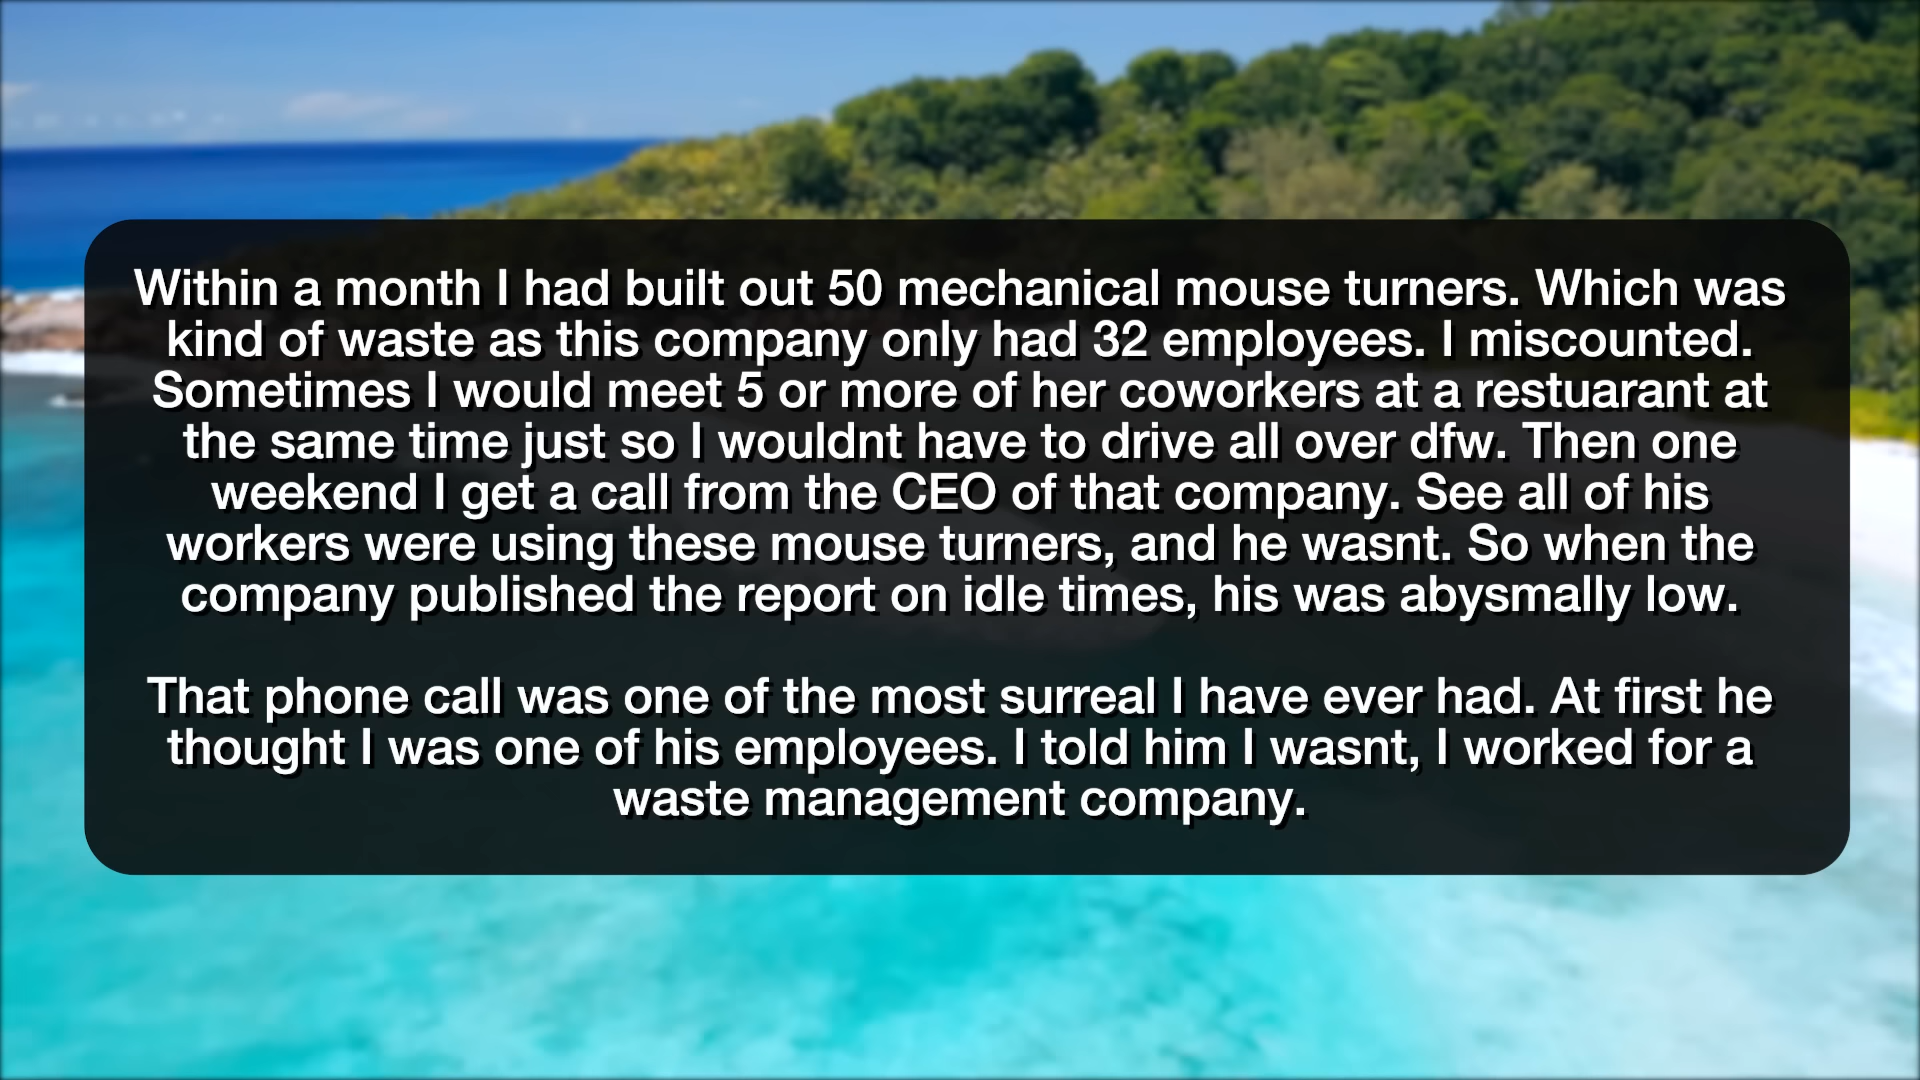 Within a month I had built out 50 mechanical mouse turners. Which was
kind of waste as this company only had 32 employees. I miscounted.
Sometimes I would meet 5 or more of her coworkers at a restuarant at
the same time just so I wouldnt have to drive all over dfw. Then one
weekend I get a call from the CEO of that company. See all of his
workers were using these mouse turners, and he wasnt. So when the
company published the report on idle times, his was abysmally low.
That phone call was one of the most surreal I have ever had. At first he
thought I was one of his employees. I told him I wasnt, I worked for a
waste management company.